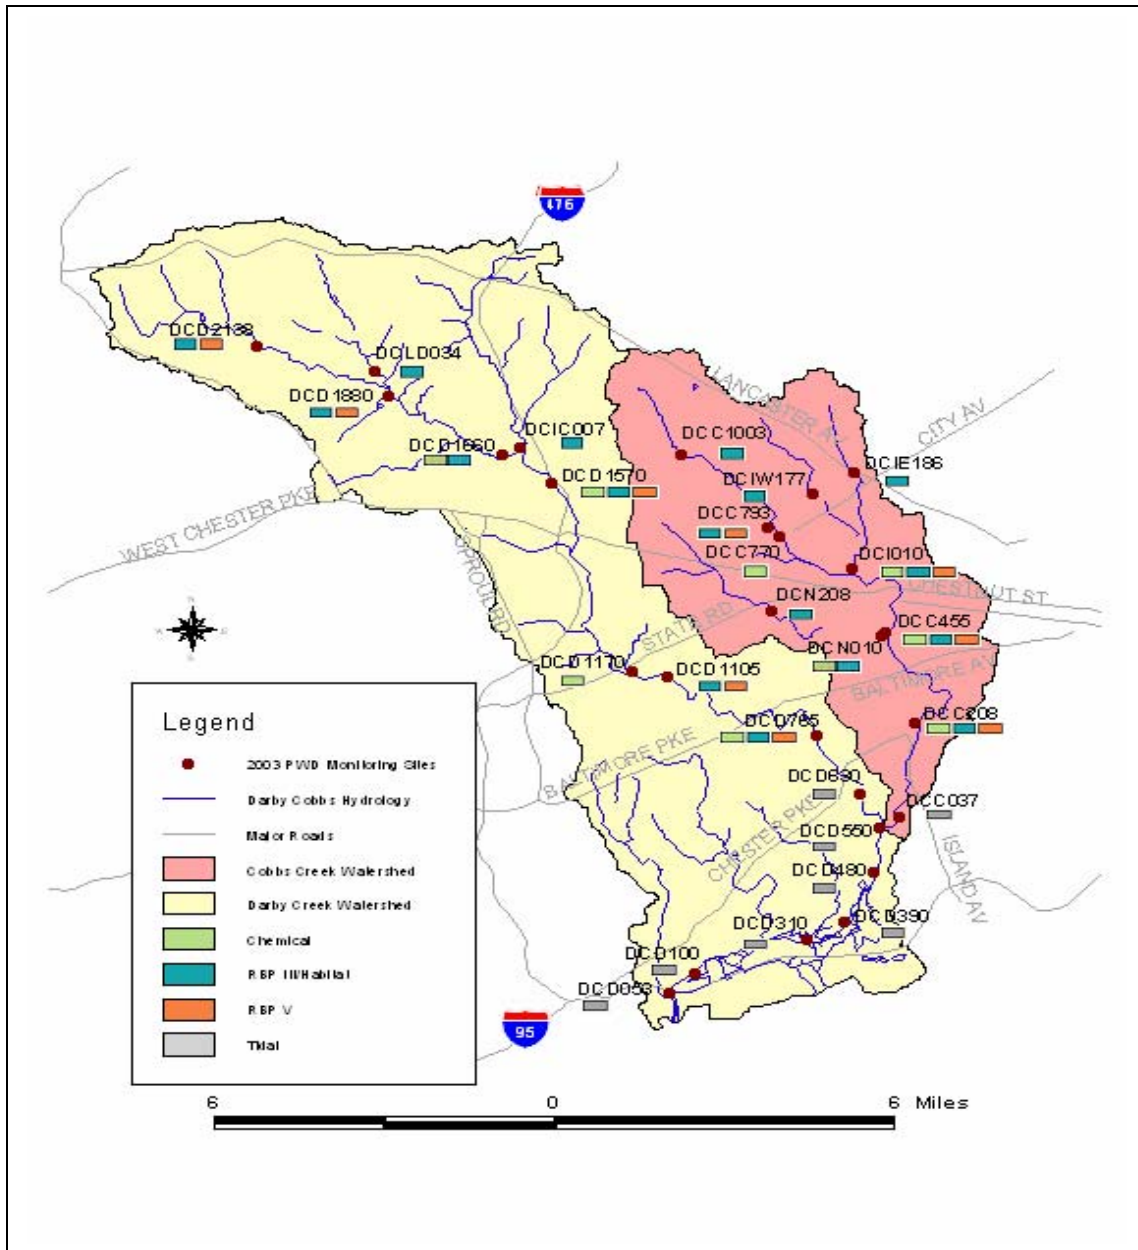 476
DCD2138
DCLD034
DCD1880
LANCASTER AV
CITY AV
DCIC007
DCC1003
DCD1660
DCIE186
DCD1570
DCIW177
WEST CHESTER PKE
DCC793
DCC770
DCI010
SPROUL RD
CHESTNUT ST
N
W
E
S
DCN208
STATE RD
DCC455
DCD1170
DCD1105
DCN010
BALTIMORE AV
Legend
DCD765
DCC208
BALTIMORE PKE
2003 PWD Monitoring Sites
DCD630
DCC037
Darby Cobbs Hydrology
CHESTER PKE
DCD550
Major Roads
ISLAND AV
Cobbs Creek Watershed
DCD480
Darby Creek Watershed
DCD310
DCD390
Chemical
DCD100
RBP III/Habitat
DCD053
RBP V
95
Tidal
6 0 6 Miles